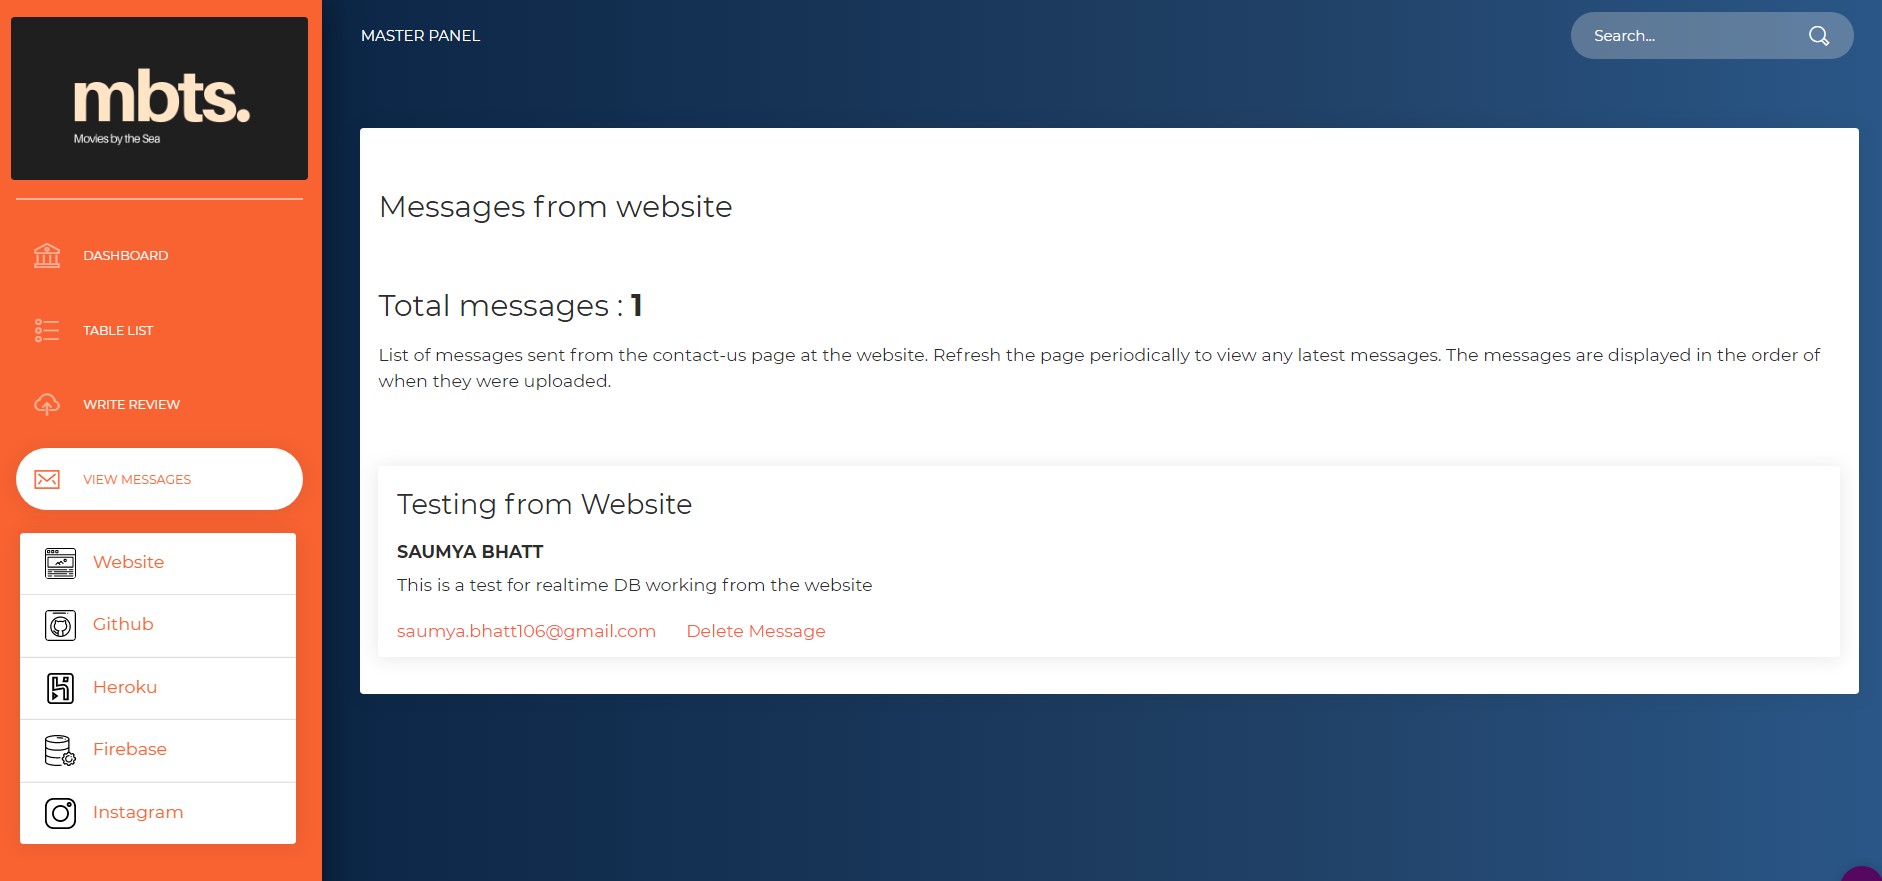 mbts.
Movies by the Sea
DASHBOARD
TABLE LIST
WRITE REVIEW
VIEW MESSAGES
Website
Github
Heroku
Firebase
Instagram
MASTER PANEL
Search...
Messages from website
Total messages : 1
List of messages sent from the contact-us page at the website. Refresh the page periodically to view any latest messages. The messages are displayed in the order of
when they were uploaded.
Testing from Website
SAUMYA BHATT
This is a test for realtime DB working from the website
saumya.bhatt106@gmail.com Delete Message